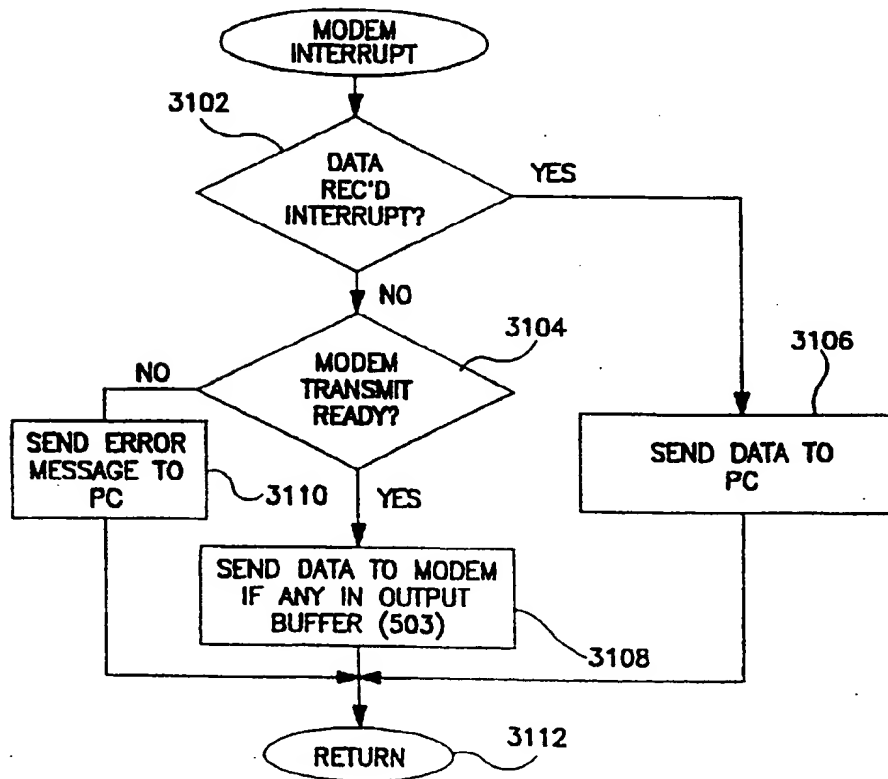 MODEM
INTERRUPT
3102
DATA
REC'D
INTERRUPT?
YES
NO
3104
MODEM
TRANSMIT
READY?
NO
3106
SEND ERROR
MESSAGE TO
PC
3110
YES
SEND DATA TO
PC
SEND DATA TO MODEM
IF ANY IN OUTPUT
BUFFER (503)
3108
RETURN
3112